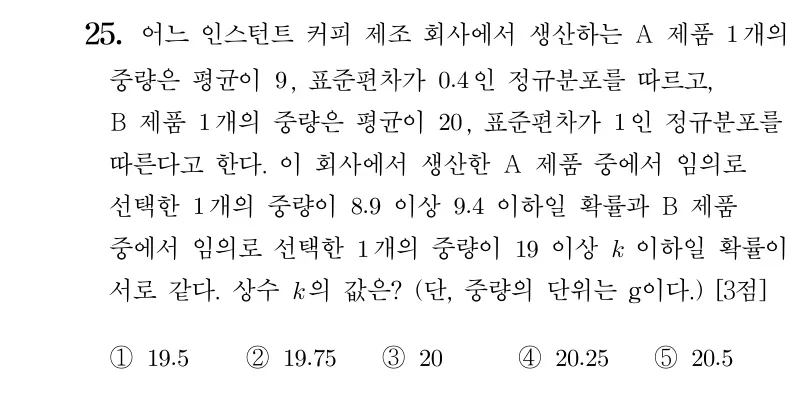 25. 어느 인스턴트 커피 제조 회사에서 생산하는 A 제품 1개의
중량은 평균이 9, 표준편차가 0.4인 정규분포를 따르고,
B 제품 1개의 중량은 평균이 20, 표준편차가 1인 정규분포를
따른다고 한다. 이 회사에서 생산한 A 제품 중에서 임의로
선택한 1개의 중량이 8.9 이상 9.4 이하일 확률과 B 제품
중에서 임의로 선택한 1개의 중량이 19 이상 k 이하일 확률이
서로 같다. 상수 k의 값은? (단, 중량의 단위는 g이다.) [3점]
① 19.5 ② 19.75 ③ 20 ④ 20.25 ⑤ 20.5